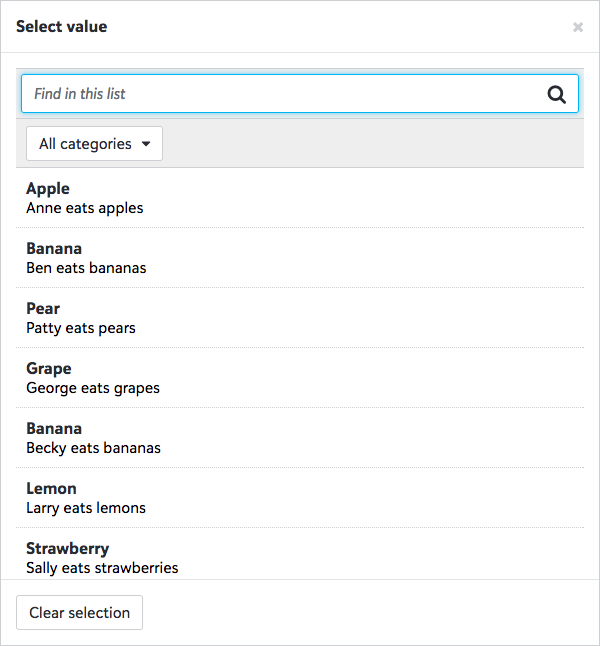 Select value
Find in this list
All categories
Apple
Anne eats apples
Banana
Ben eats bananas
Pear
Patty eats pears
Grape
George eats grapes
Banana
Becky eats bananas
Lemon
Larry eats lemons
Strawberry
Sally eats strawberries
Clear selection